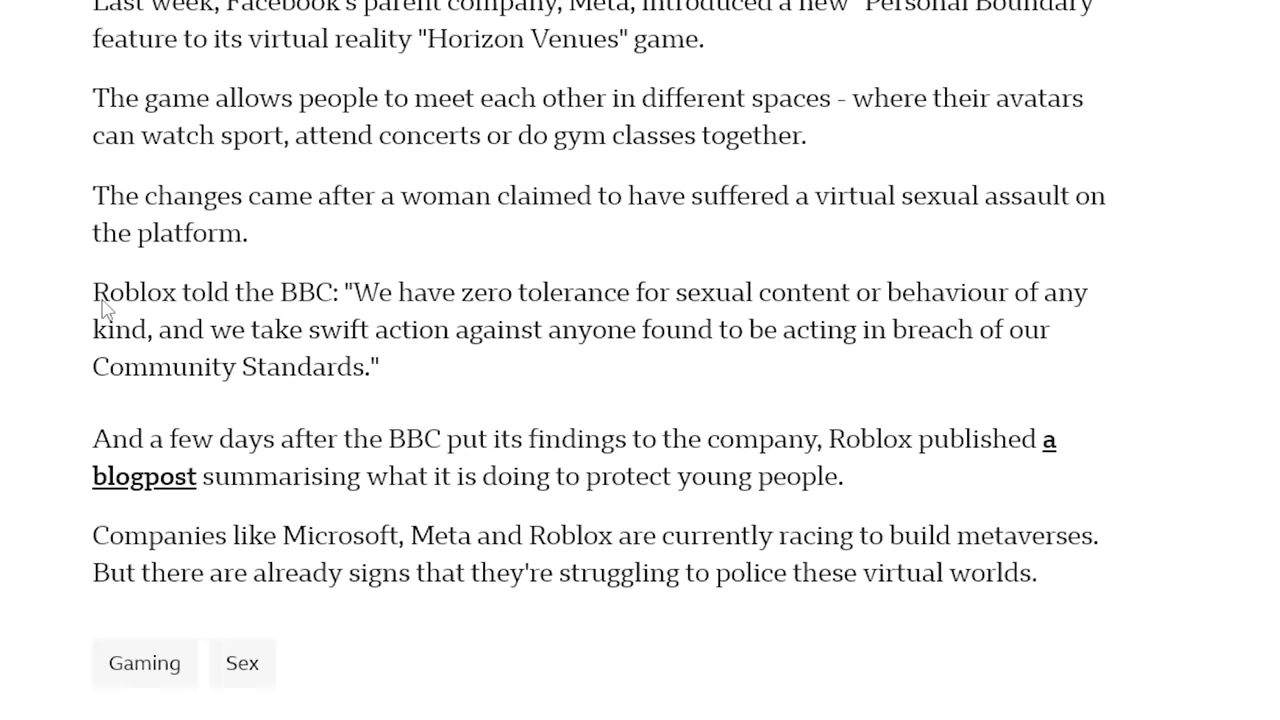 Last week, Facebook's parent company, Meta, introduced a new "Personal Boundary"
feature to its virtual reality "Horizon Venues" game.
The game allows people to meet each other in different spaces - where their avatars
can watch sport, attend concerts or do gym classes together.
The changes came after a woman claimed to have suffered a virtual sexual assault on
the platform.
Roblox told the BBC: "We have zero tolerance for sexual content or behaviour of any
kind, and we take swift action against anyone found to be acting in breach of our
Community Standards."
And a few days after the BBC put its findings to the company, Roblox published a
blogpost summarising what it is doing to protect young people.
Companies like Microsoft, Meta and Roblox are currently racing to build metaverses.
But there are already signs that they're struggling to police these virtual worlds.
Gaming
Sex